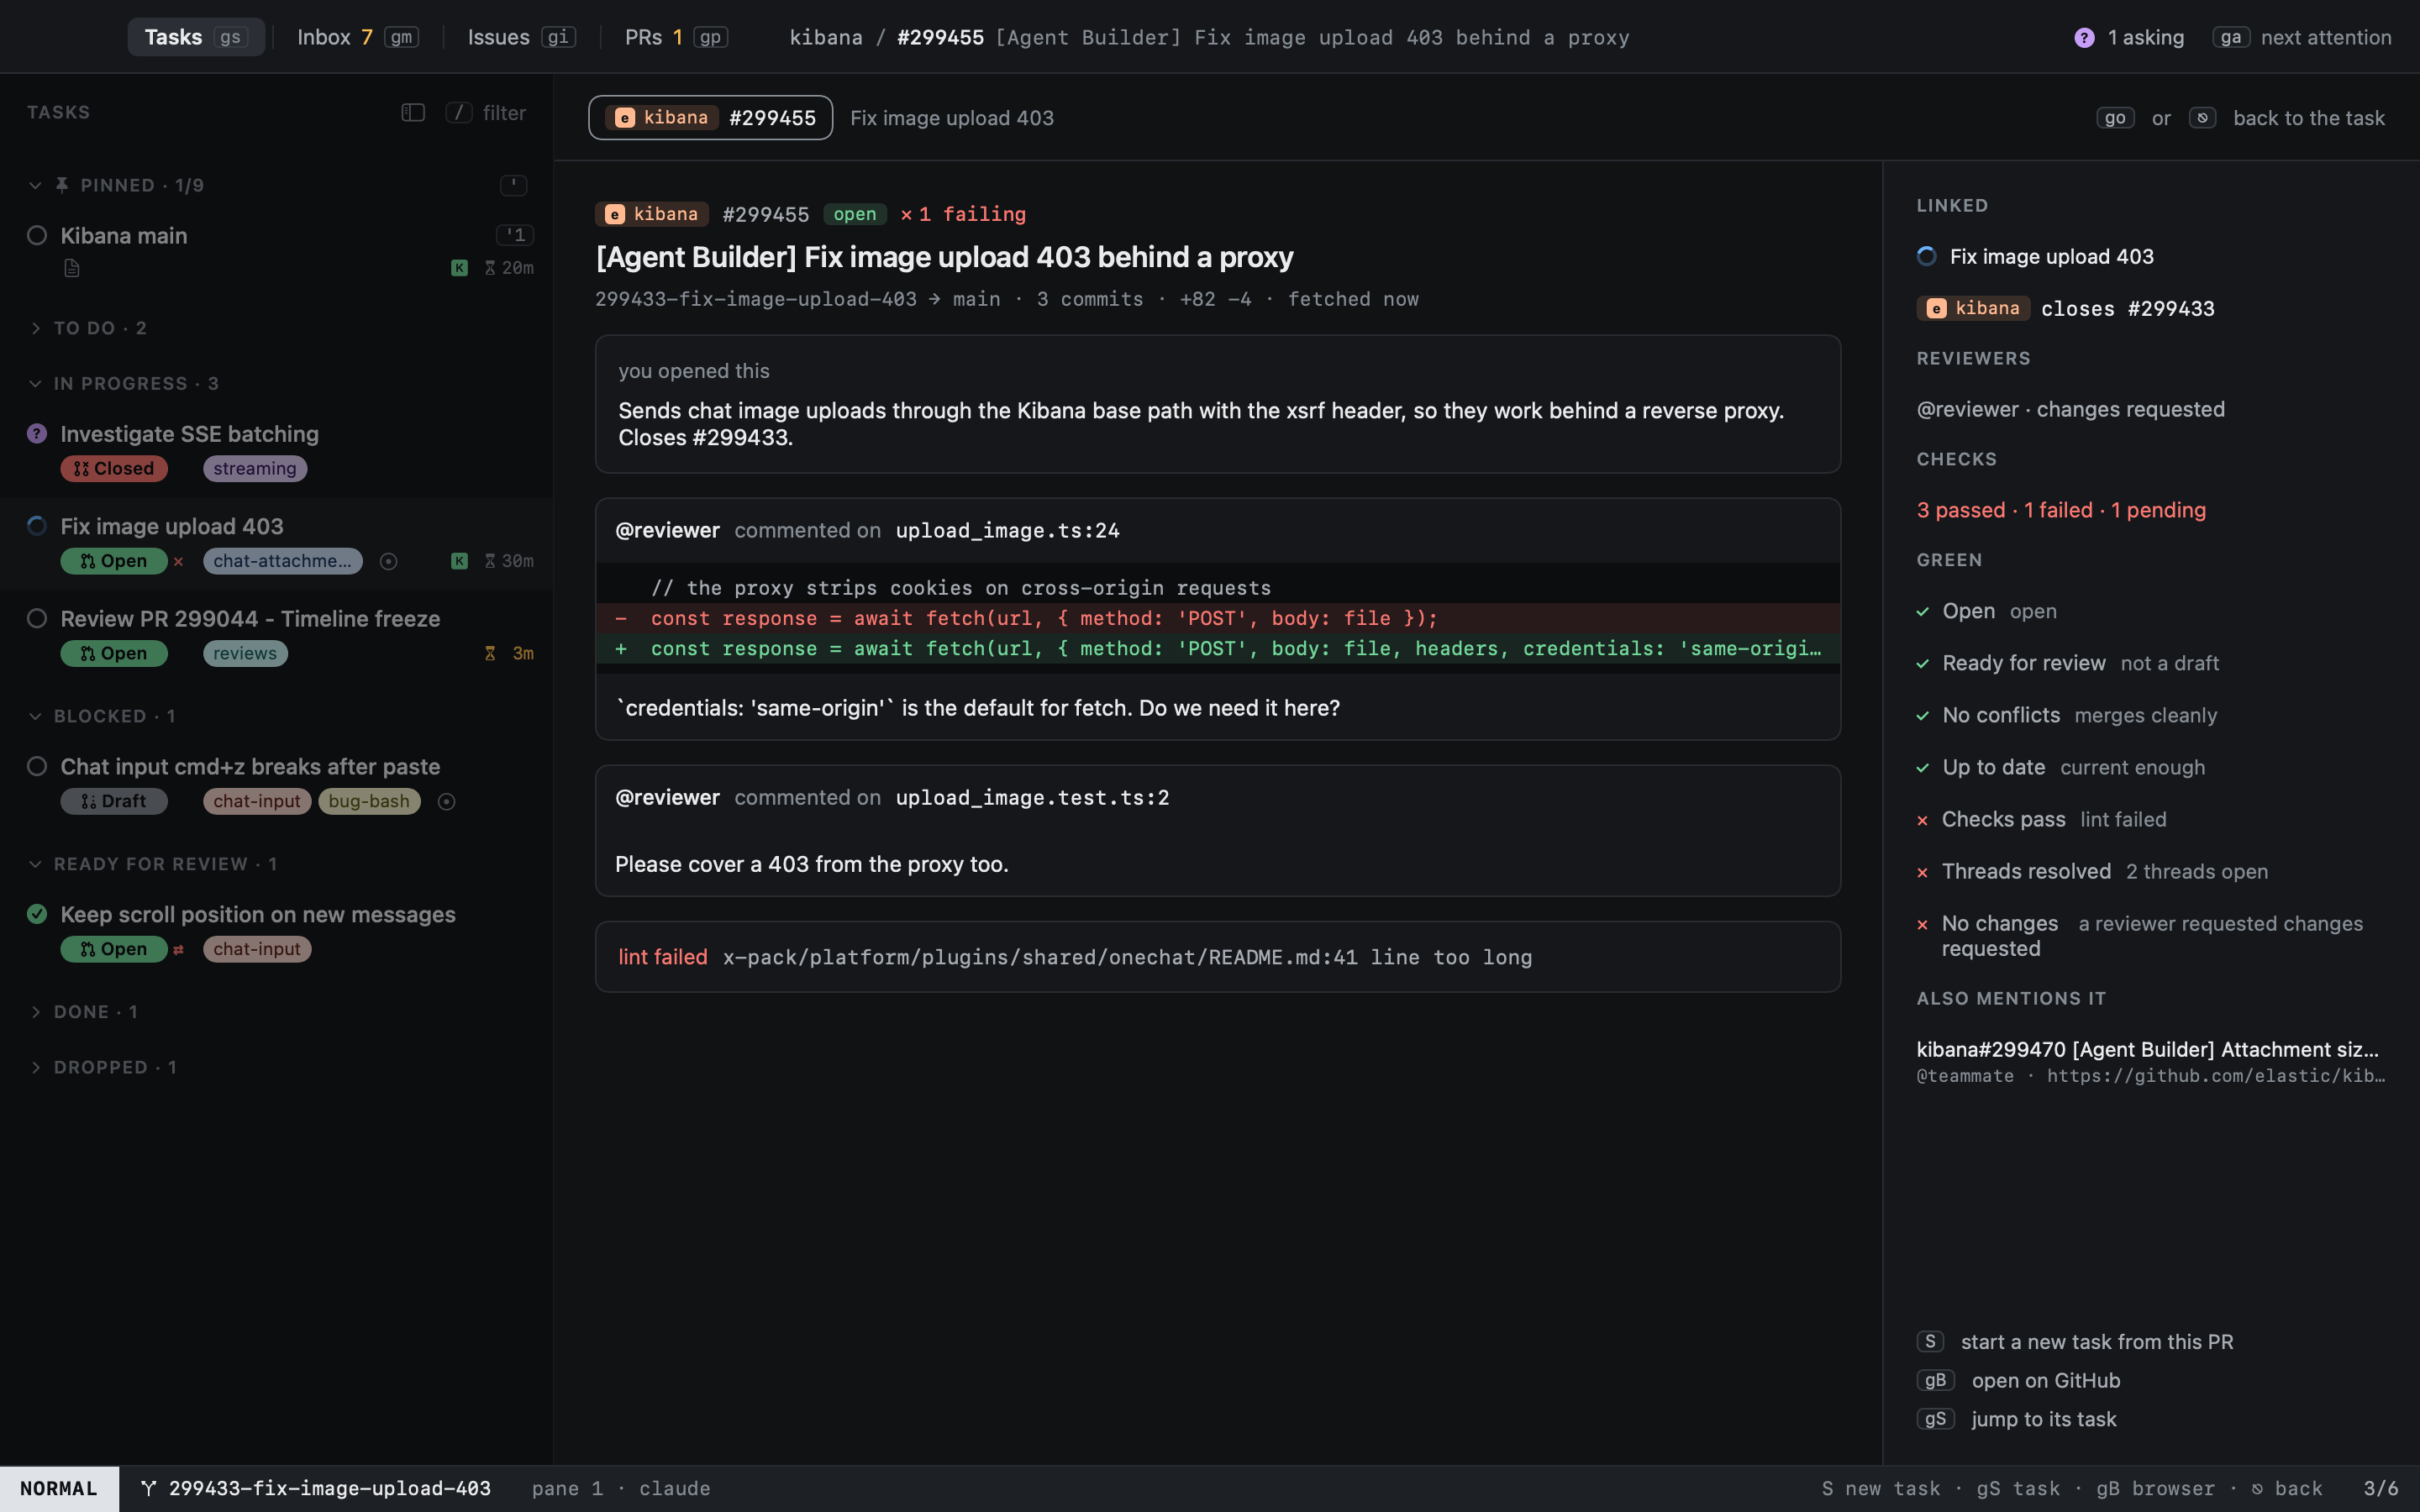 Tasks gs Inbox 7 gm Issues gi PRs 1 gp kibana / #299455 [Agent Builder] Fix image upload 403 behind a proxy ? 1 asking ga next attention
TASKS / filter
PINNED · 1/9 '
Kibana main '1
K 20m
TO DO · 2
IN PROGRESS · 3
? Investigate SSE batching
Closed streaming
Fix image upload 403
Open × chat-attachme... K 30m
Review PR 299044 - Timeline freeze
Open reviews 3m
BLOCKED · 1
Chat input cmd+z breaks after paste
Draft chat-input bug-bash
READY FOR REVIEW · 1
Keep scroll position on new messages
Open chat-input
DONE · 1
DROPPED · 1
e kibana #299455 Fix image upload 403 go or back to the task
e kibana #299455 open × 1 failing
[Agent Builder] Fix image upload 403 behind a proxy
299433-fix-image-upload-403 → main · 3 commits · +82 -4 · fetched now
you opened this
Sends chat image uploads through the Kibana base path with the xsrf header, so they work behind a reverse proxy.
Closes #299433.
@reviewer commented on upload_image.ts:24
// the proxy strips cookies on cross-origin requests
- const response = await fetch(url, { method: 'POST', body: file });
+ const response = await fetch(url, { method: 'POST', body: file, headers, credentials: 'same-origi…
`credentials: 'same-origin'` is the default for fetch. Do we need it here?
@reviewer commented on upload_image.test.ts:2
Please cover a 403 from the proxy too.
lint failed x-pack/platform/plugins/shared/onechat/README.md:41 line too long
LINKED
Fix image upload 403
e kibana closes #299433
REVIEWERS
@reviewer · changes requested
CHECKS
3 passed · 1 failed · 1 pending
GREEN
✓ Open open
✓ Ready for review not a draft
✓ No conflicts merges cleanly
✓ Up to date current enough
× Checks pass lint failed
× Threads resolved 2 threads open
× No changes requested a reviewer requested changes
ALSO MENTIONS IT
kibana#299470 [Agent Builder] Attachment siz...
@teammate · https://github.com/elastic/kib…
S start a new task from this PR
gB open on GitHub
gS jump to its task
NORMAL 299433-fix-image-upload-403 pane 1 · claude S new task · gS task · gB browser · back 3/6